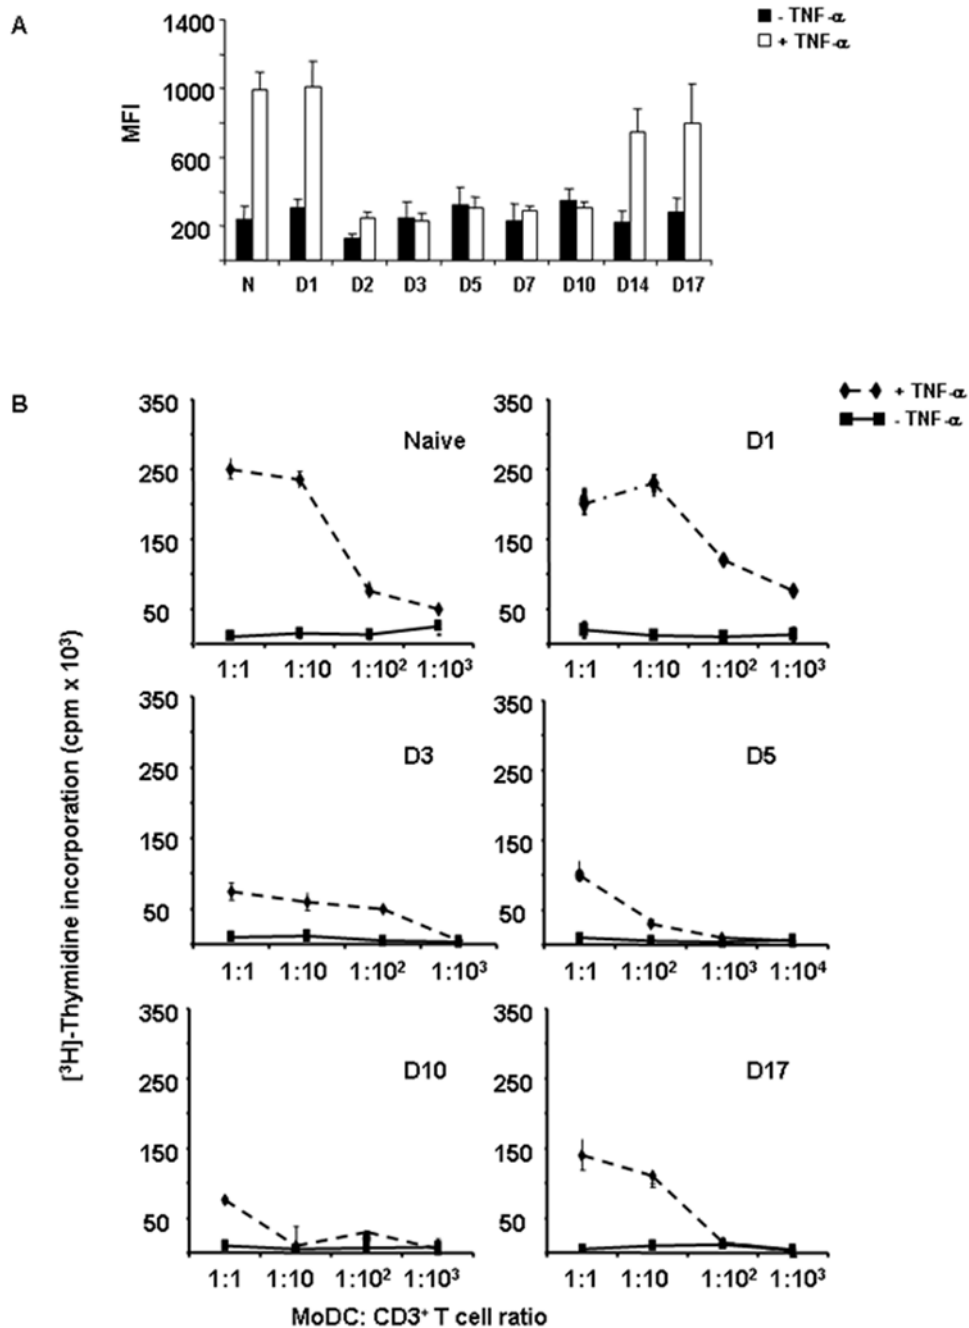 A
- TNF-α
+ TNF-α
1400
1000
600
200
MFI
N D1 D2 D3 D5 D7 D10 D14 D17
B
+ TNF-α
- TNF-α
[³H]-Thymidine incorporation (cpm x 10³)
Naive
350
250
150
50
1:1 1:10 1:10² 1:10³
D1
350
250
150
50
1:1 1:10 1:10² 1:10³
D3
350
250
150
50
1:1 1:10 1:10² 1:10³
D5
350
250
150
50
1:1 1:10² 1:10³ 1:10⁴
D10
350
250
150
50
1:1 1:10 1:10² 1:10³
D17
350
250
150
50
1:1 1:10 1:10² 1:10³
MoDC: CD3⁺ T cell ratio